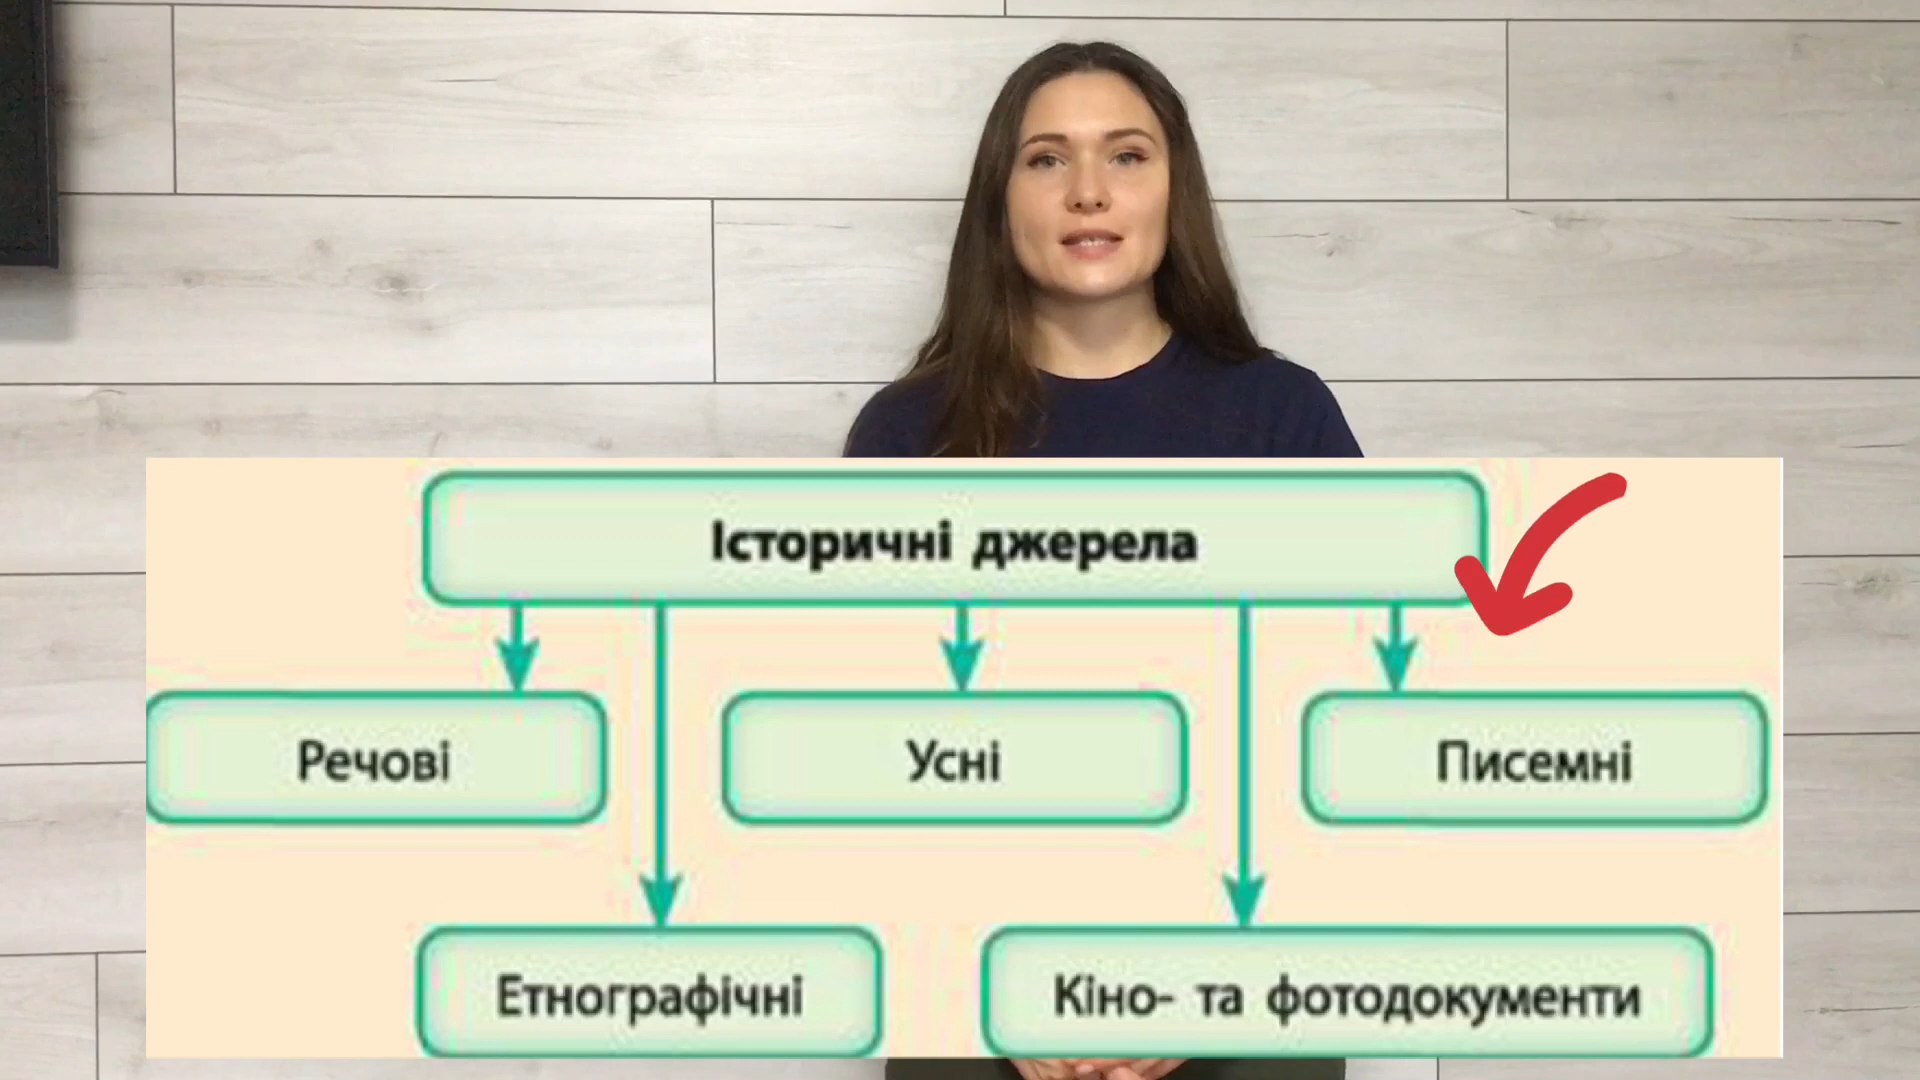 Історичні джерела
Речові
Усні
Писемні
Етнографічні
Кіно- та фотодокументи